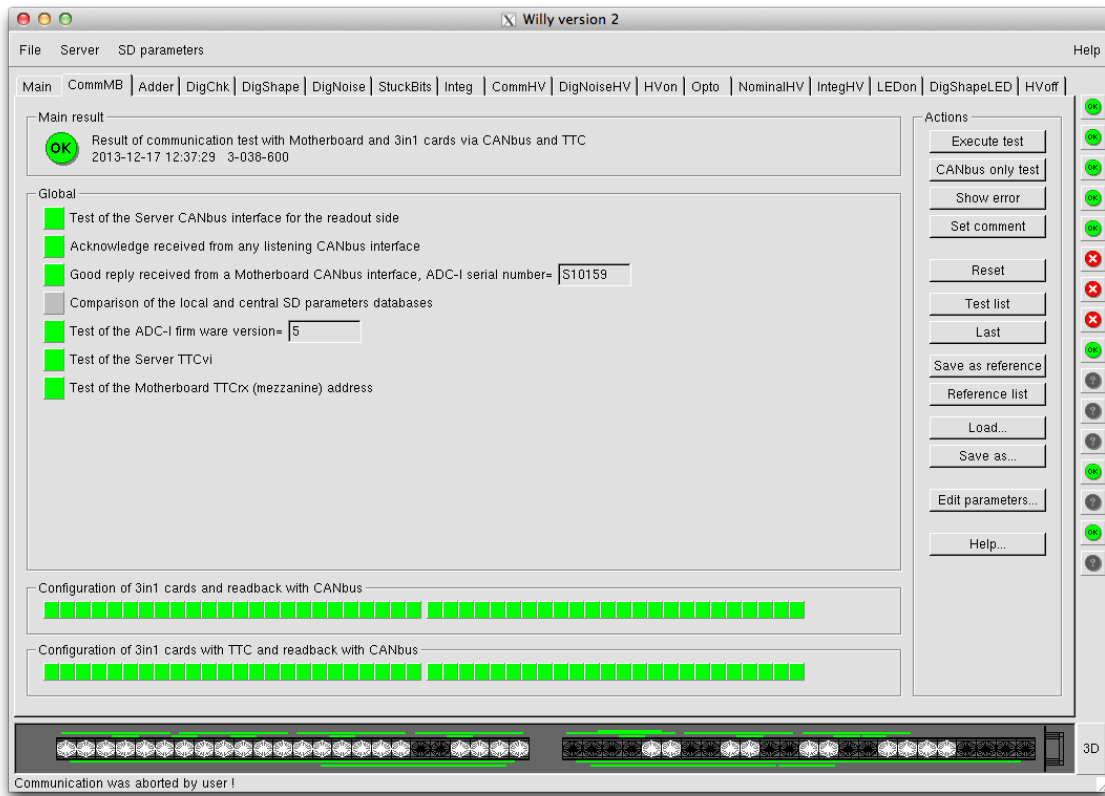 Willy version 2
File Server SD parameters Help
Main CommMB Adder DigChk DigShape DigNoise StuckBits Integ CommHV DigNoiseHV HVon Opto NominalHV IntegHV LEDon DigShapeLED HVoff
Main result
OK
Result of communication test with Motherboard and 3in1 cards via CANbus and TTC
2013-12-17 12:37:29 3-038-600
Global
Test of the Server CANbus interface for the readout side
Acknowledge received from any listening CANbus interface
Good reply received from a Motherboard CANbus interface, ADC-I serial number= S10159
Comparison of the local and central SD parameters databases
Test of the ADC-I firm ware version= 5
Test of the Server TTCvi
Test of the Motherboard TTCrx (mezzanine) address
Configuration of 3in1 cards and readback with CANbus
Configuration of 3in1 cards with TTC and readback with CANbus
Actions
Execute test
CANbus only test
Show error
Set comment
Reset
Test list
Last
Save as reference
Reference list
Load...
Save as...
Edit parameters...
Help...
OK
OK
OK
OK
OK
OK
?
?
?
OK
?
OK
?
3D
Communication was aborted by user !